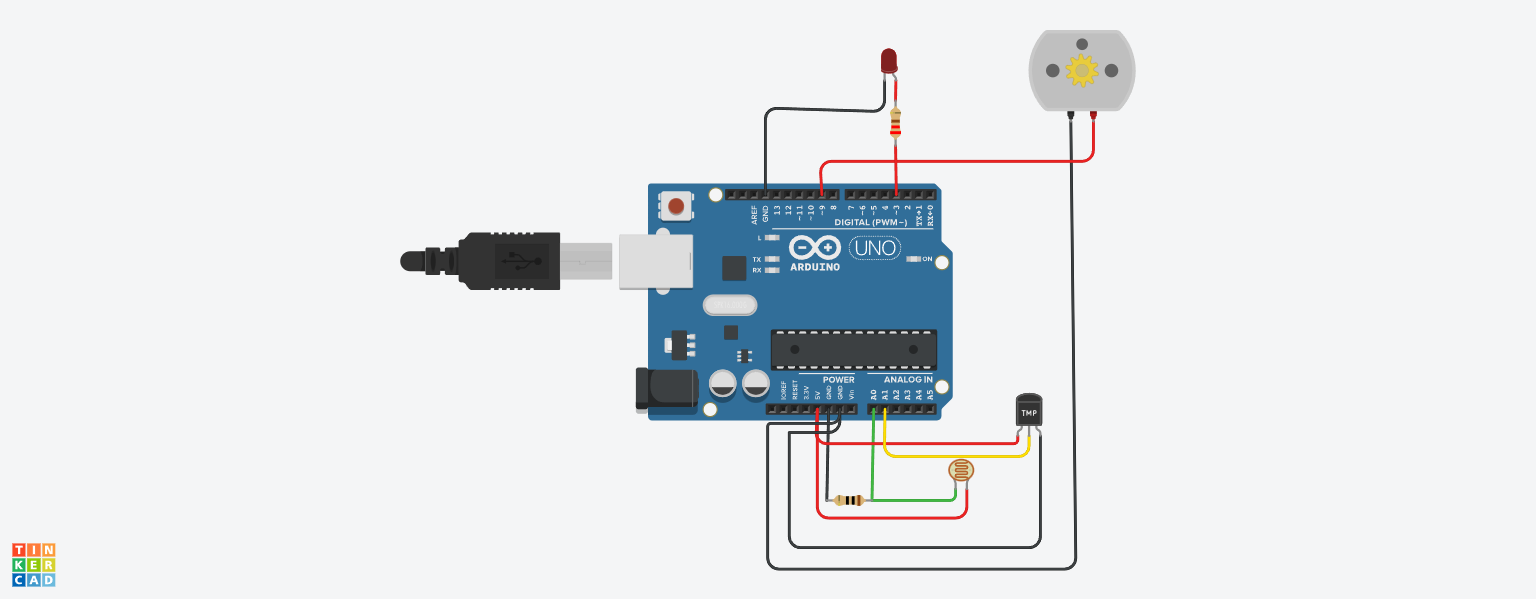 AREF
GND
13
12
~11
~10
~9
8
7
~6
~5
4
~3
2
TX→1
RX←0
DIGITAL (PWM~)
L
TX
RX
ARDUINO
UNO
ON
POWER
ANALOG IN
IOREF
RESET
3.3V
5V
GND
GND
Vin
A0
A1
A2
A3
A4
A5
TMP
TIN
KER
CAD